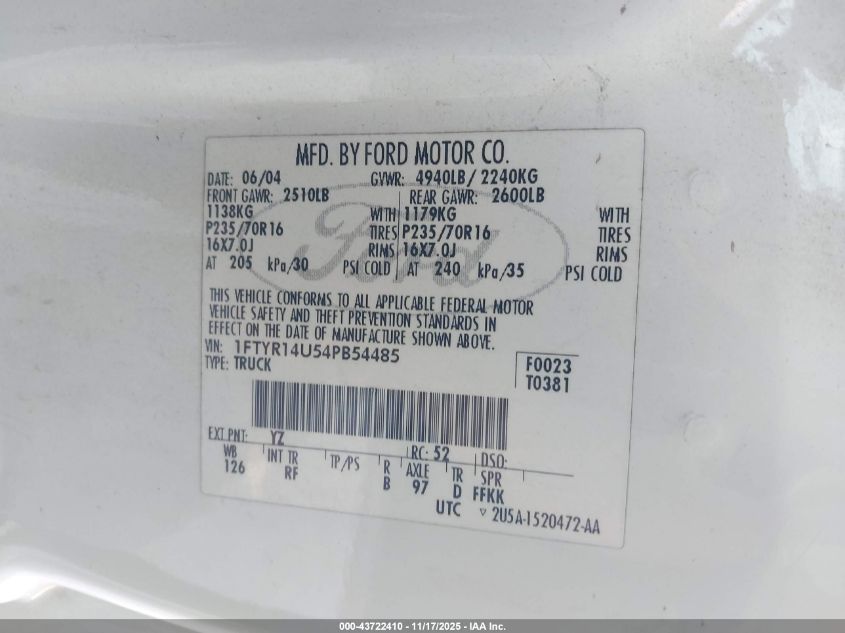 MFD. BY FORD MOTOR CO.
DATE: 06/04 GVWR: 4940LB/ 2240KG
FRONT GAWR: 2510LB REAR GAWR: 2600LB
1138KG WITH 1179KG WITH
P235/70R16 TIRES P235/70R16 TIRES
16X7.0J RIMS 16X7.0J RIMS
AT 205 kPa/30 PSI COLD AT 240 kPa/35 PSI COLD
Ford
THIS VEHICLE CONFORMS TO ALL APPLICABLE FEDERAL MOTOR
VEHICLE SAFETY AND THEFT PREVENTION STANDARDS IN
EFFECT ON THE DATE OF MANUFACTURE SHOWN ABOVE.
VIN: 1FTYR14U54PB54485
TYPE: TRUCK
F0023
T0381
EXT PNT: YZ RC: 52 DSO:
WB INT TR TP/PS R AXLE TR SPR
126 RF B 97 D FFKK
UTC ▽ 2U5A-1520472-AA
000-43722410 - 11/17/2025 - IAA Inc.